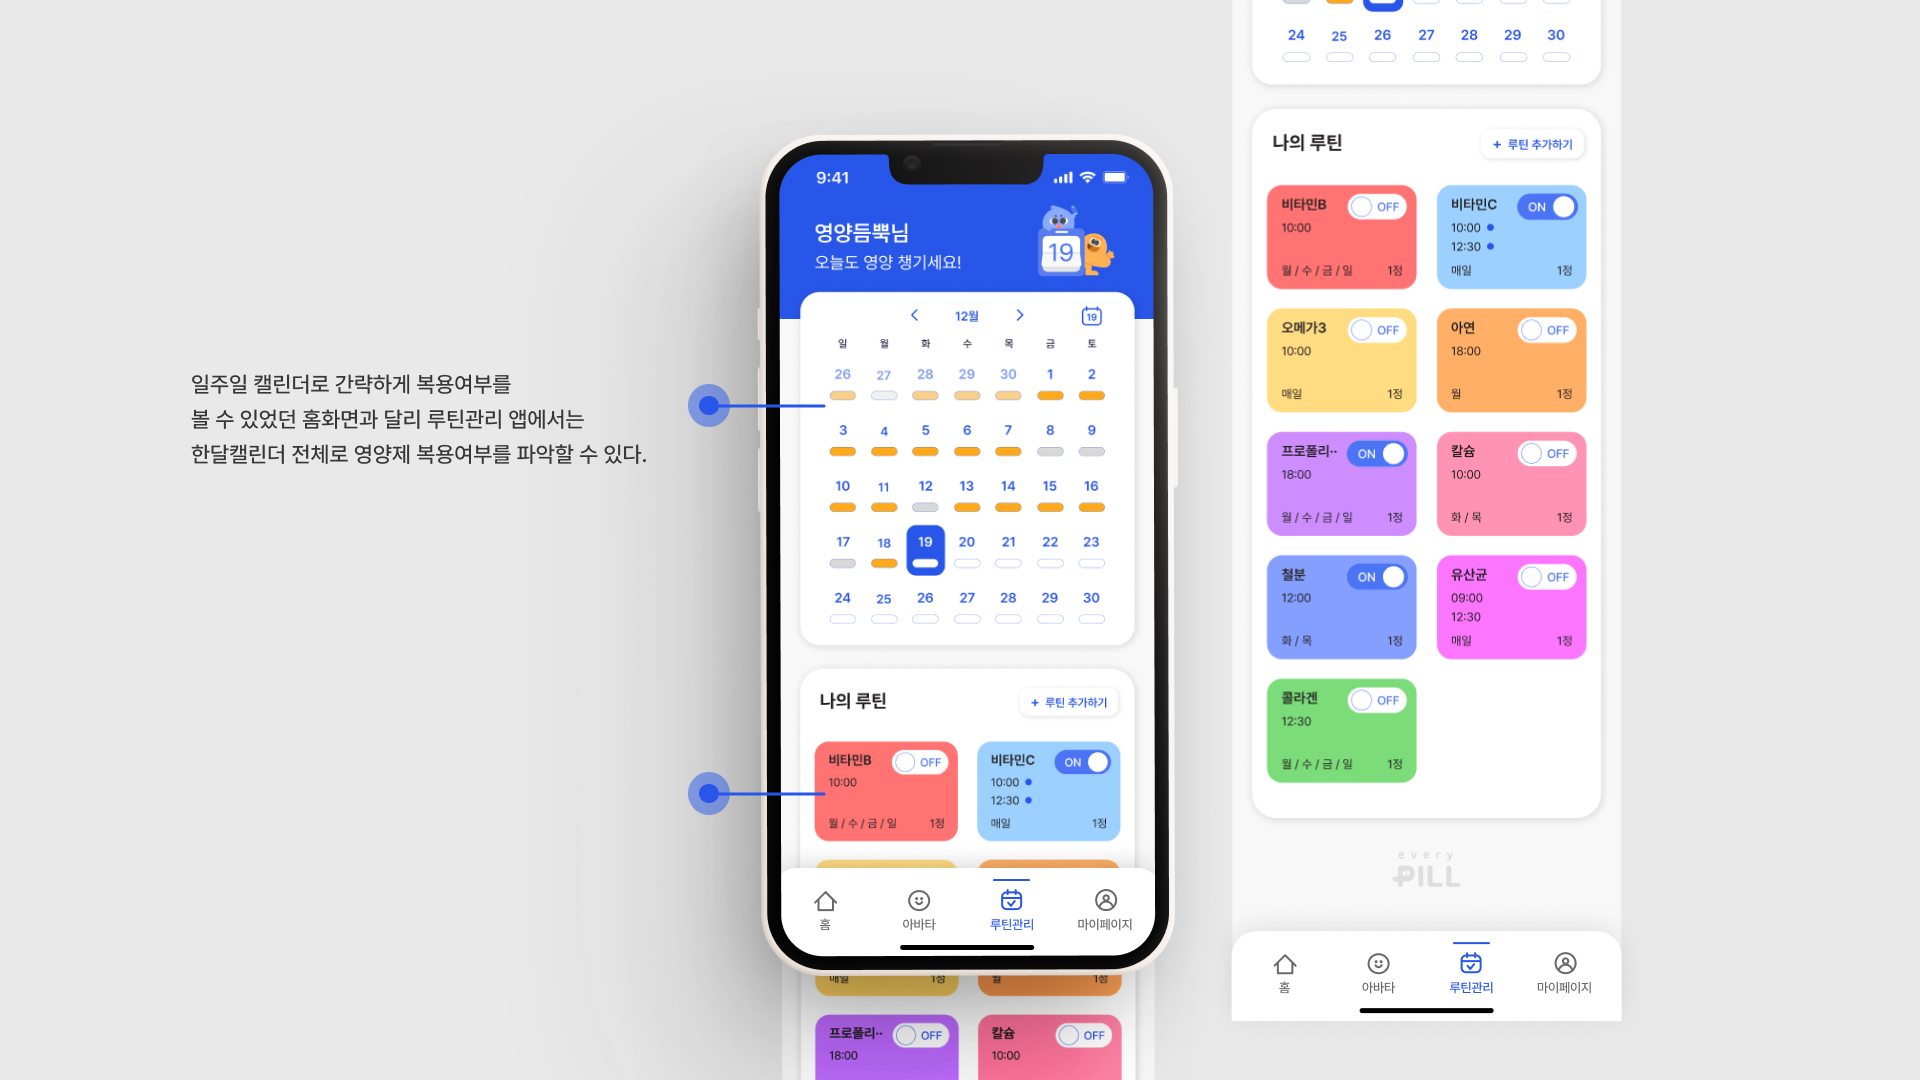 일주일 캘린더로 간략하게 복용여부를
볼 수 있었던 홈화면과 달리 루틴관리 앱에서는
한달캘린더 전체로 영양제 복용여부를 파악할 수 있다.
9:41
영양듬뿍님
오늘도 영양 챙기세요!
19
12월
19
일 월 화 수 목 금 토
26 27 28 29 30 1 2
3 4 5 6 7 8 9
10 11 12 13 14 15 16
17 18 19 20 21 22 23
24 25 26 27 28 29 30
나의 루틴
+ 루틴 추가하기
비타민B OFF
10:00
월 / 수 / 금 / 일 1정
비타민C ON
10:00
12:30
매일 1정
홈 아바타 루틴관리 마이페이지
매일 1정
월 1정
프로폴리·· OFF
18:00
칼슘 OFF
10:00
24 25 26 27 28 29 30
나의 루틴
+ 루틴 추가하기
비타민B OFF
10:00
월 / 수 / 금 / 일 1정
비타민C ON
10:00
12:30
매일 1정
오메가3 OFF
10:00
매일 1정
아연 OFF
18:00
월 1정
프로폴리·· ON
18:00
월 / 수 / 금 / 일 1정
칼슘 OFF
10:00
화 / 목 1정
철분 ON
12:00
화 / 목 1정
유산균 OFF
09:00
12:30
매일 1정
콜라겐 OFF
12:30
월 / 수 / 금 / 일 1정
every
PILL
홈 아바타 루틴관리 마이페이지